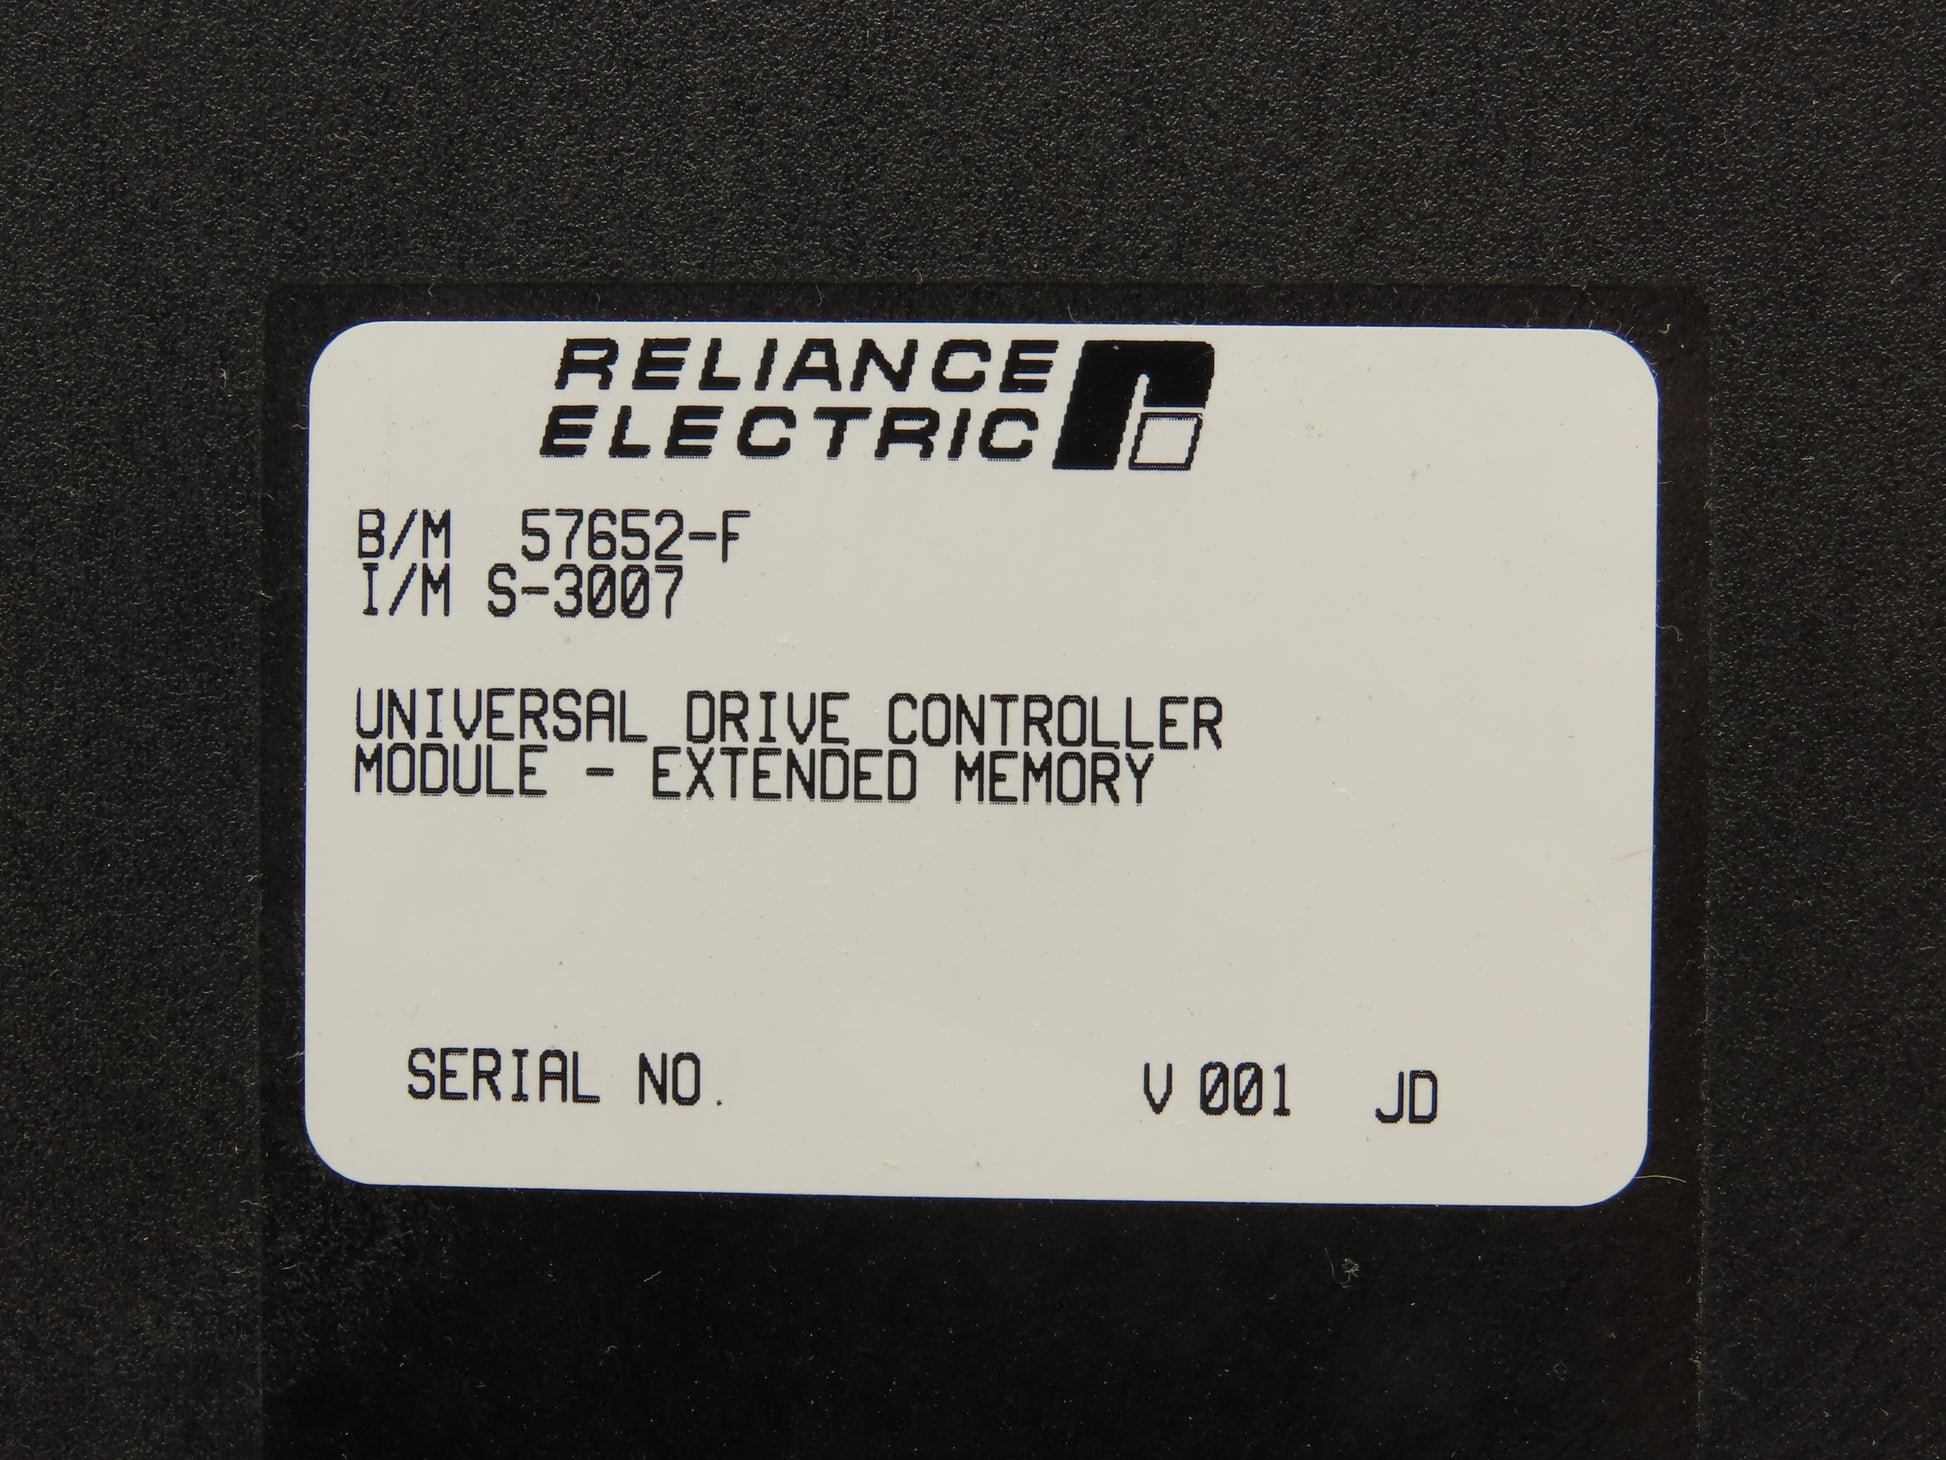 RELIANCE
ELECTRIC
B/M 57652-F
I/M S-3007
UNIVERSAL DRIVE CONTROLLER
MODULE - EXTENDED MEMORY
SERIAL NO. V 001 JD